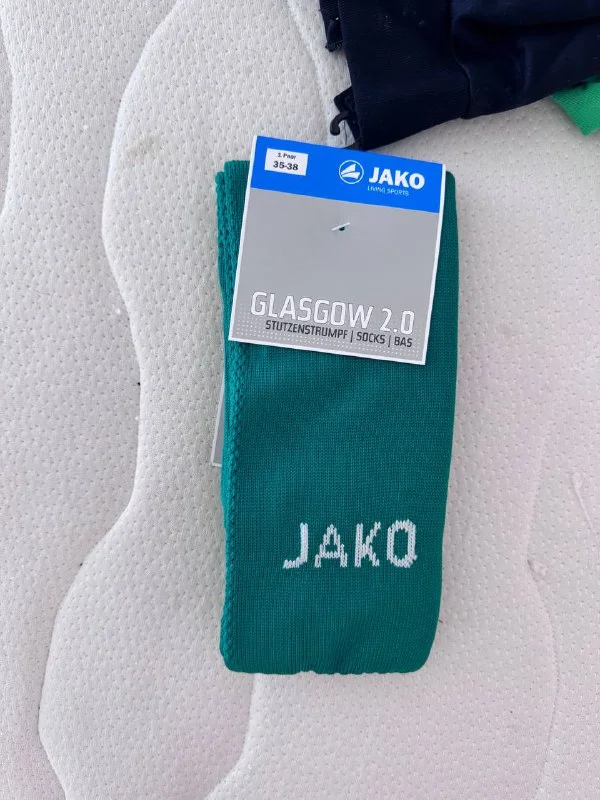 1 Paar
35-38
JAKO
LIVING SPORTS
GLASGOW 2.0
STUTZENSTRUMPF | SOCKS | BAS
JAKO